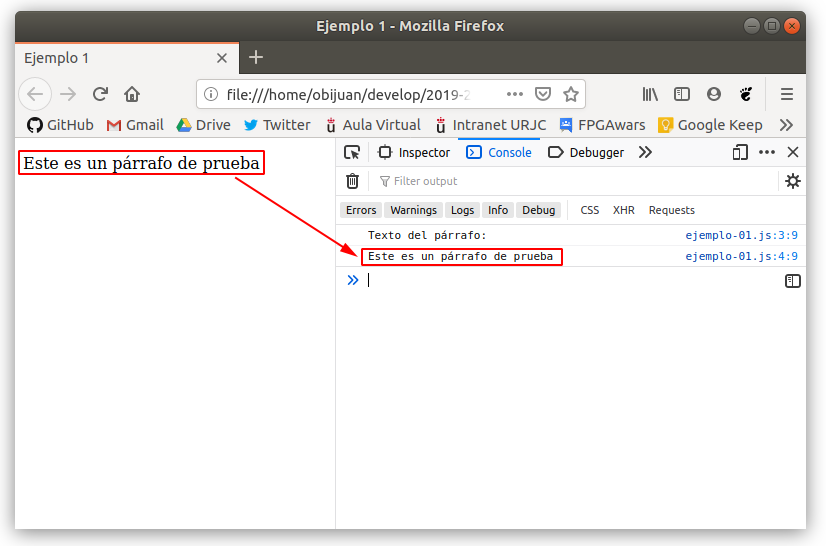 Ejemplo 1 - Mozilla Firefox
Ejemplo 1
file:///home/obijuan/develop/2019-2
GitHub Gmail Drive Twitter Aula Virtual Intranet URJC FPGAwars Google Keep
Este es un párrafo de prueba
Inspector Console Debugger
Filter output
Errors Warnings Logs Info Debug CSS XHR Requests
Texto del párrafo: ejemplo-01.js:3:9
Este es un párrafo de prueba ejemplo-01.js:4:9